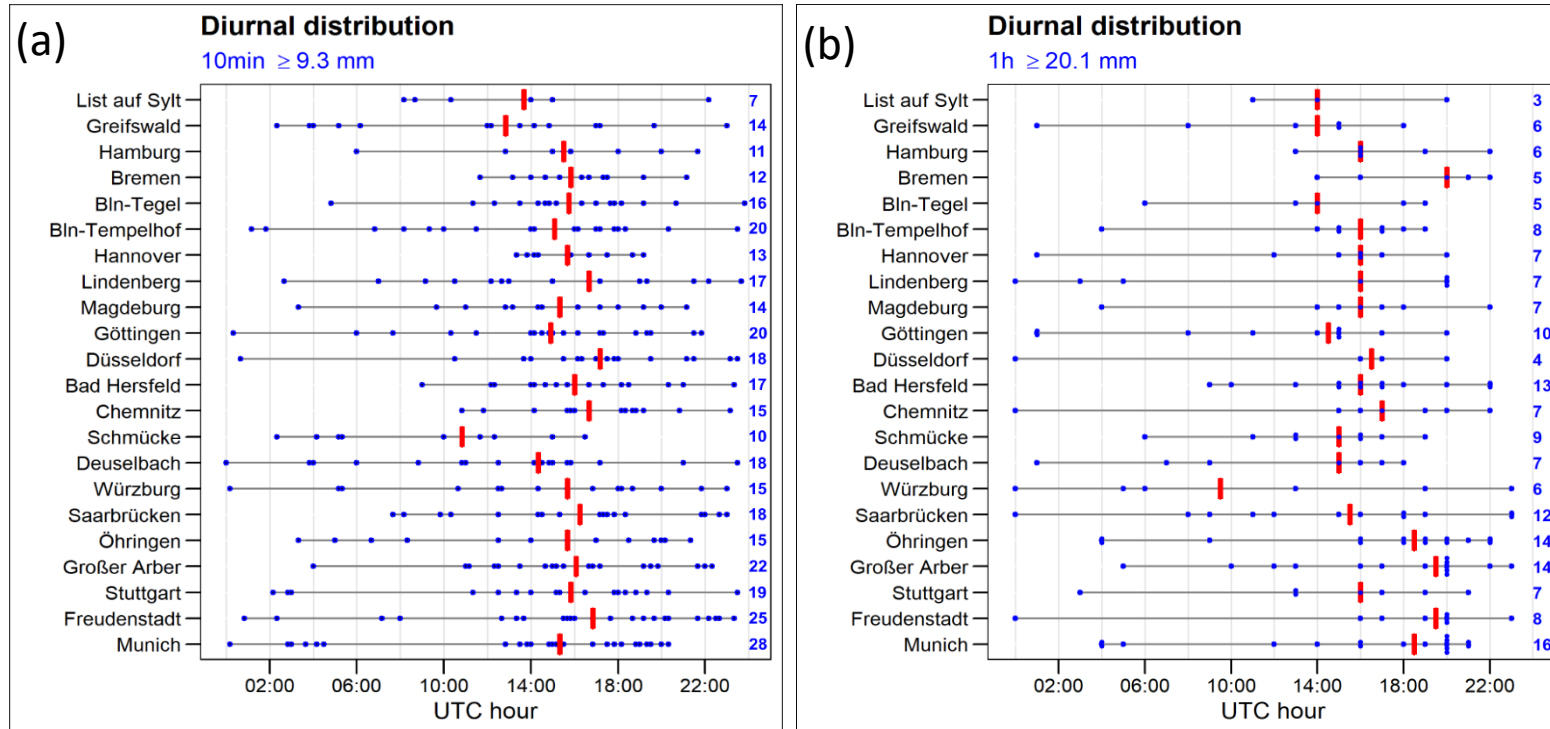 (a)
Diurnal distribution
10min ≥ 9.3 mm
List auf Sylt 7
Greifswald 14
Hamburg 11
Bremen 12
Bln-Tegel 16
Bln-Tempelhof 20
Hannover 13
Lindenberg 17
Magdeburg 14
Göttingen 20
Düsseldorf 18
Bad Hersfeld 17
Chemnitz 15
Schmücke 10
Deuselbach 18
Würzburg 15
Saarbrücken 18
Öhringen 15
Großer Arber 22
Stuttgart 19
Freudenstadt 25
Munich 28
02:00 06:00 10:00 14:00 18:00 22:00
UTC hour
(b)
Diurnal distribution
1h ≥ 20.1 mm
List auf Sylt 3
Greifswald 6
Hamburg 6
Bremen 5
Bln-Tegel 5
Bln-Tempelhof 8
Hannover 7
Lindenberg 7
Magdeburg 7
Göttingen 10
Düsseldorf 4
Bad Hersfeld 13
Chemnitz 7
Schmücke 9
Deuselbach 7
Würzburg 6
Saarbrücken 12
Öhringen 14
Großer Arber 14
Stuttgart 7
Freudenstadt 8
Munich 16
02:00 06:00 10:00 14:00 18:00 22:00
UTC hour